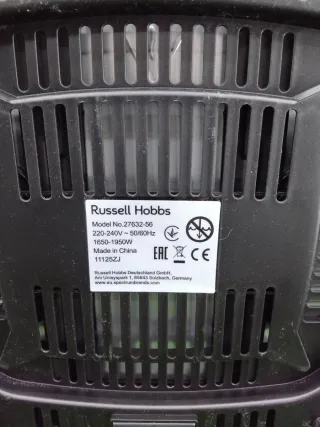 Russell Hobbs
Model No.27632-56
220-240V ~ 50/60Hz
1650-1950W
Made in China
11125ZJ
EAC CE
Russell Hobbs Deutschland GmbH,
Am Unisyspark 1, 65843 Sulzbach, Germany
www.eu.spectrumbrands.com